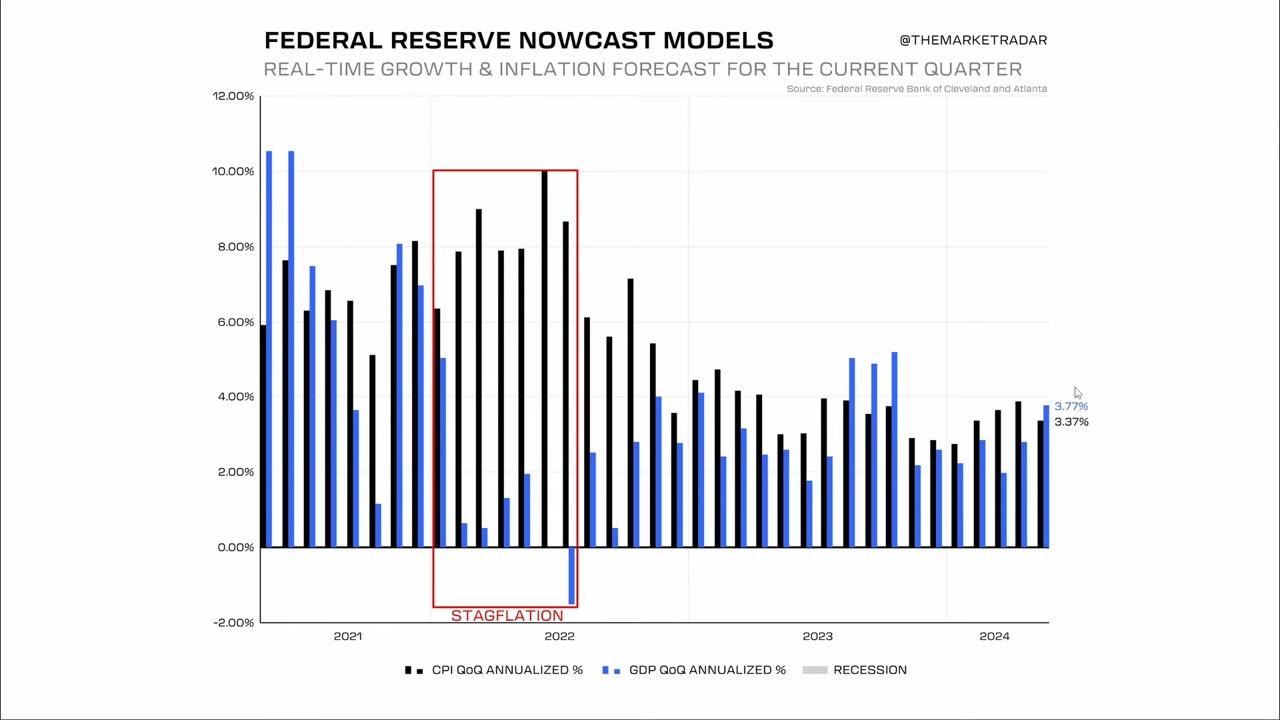 FEDERAL RESERVE NOWCAST MODELS
@THEMARKETRADAR
REAL-TIME GROWTH & INFLATION FORECAST FOR THE CURRENT QUARTER
Source: Federal Reserve Bank of Cleveland and Atlanta
12.00%
10.00%
8.00%
6.00%
4.00%
2.00%
0.00%
-2.00%
3.77%
3.37%
STAGFLATION
2021
2022
2023
2024
CPI QoQ ANNUALIZED %
GDP QoQ ANNUALIZED %
RECESSION